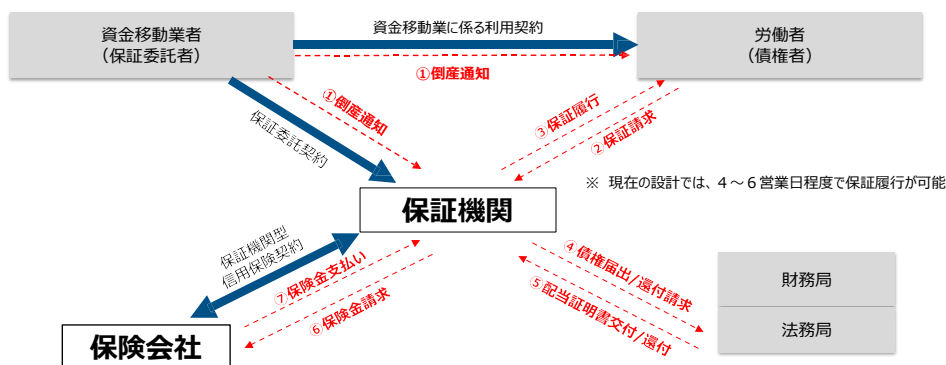 資金移動業者
（保証委託者）
資金移動業に係る利用契約
①倒産通知
労働者
（債権者）
①倒産通知
保証委託契約
③保証履行
②保証請求
※ 現在の設計では、４～６営業日程度で保証履行が可能
保証機関
保証機関型
信用保険契約
⑦保険金支払い
⑥保険金請求
④債権届出/還付請求
⑤配当証明書交付/還付
財務局
法務局
保険会社